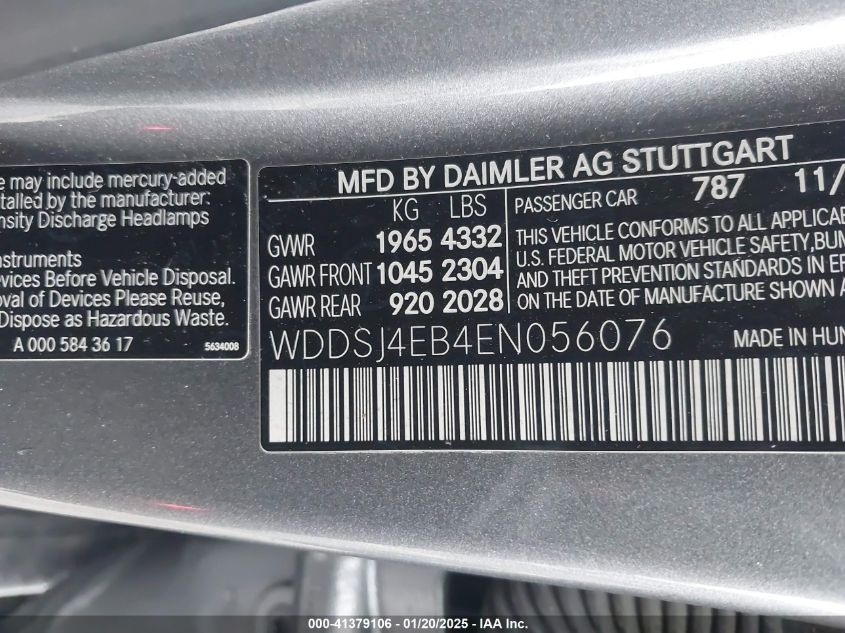 e may include mercury-added
talled by the manufacturer:
nsity Discharge Headlamps
nstruments
evices Before Vehicle Disposal.
oval of Devices Please Reuse,
Dispose as Hazardous Waste.
A 000 584 36 17
5634008
MFD BY DAIMLER AG STUTTGART
KG LBS
GVWR 1965 4332
GAWR FRONT 1045 2304
GAWR REAR 920 2028
PASSENGER CAR 787 11/
THIS VEHICLE CONFORMS TO ALL APPLICABLE
U.S. FEDERAL MOTOR VEHICLE SAFETY, BUM
AND THEFT PREVENTION STANDARDS IN EF
ON THE DATE OF MANUFACTURE SHOWN A
WDDSJ4EB4EN056076
MADE IN HUN
000-41379106 - 01/20/2025 - IAA, Inc.